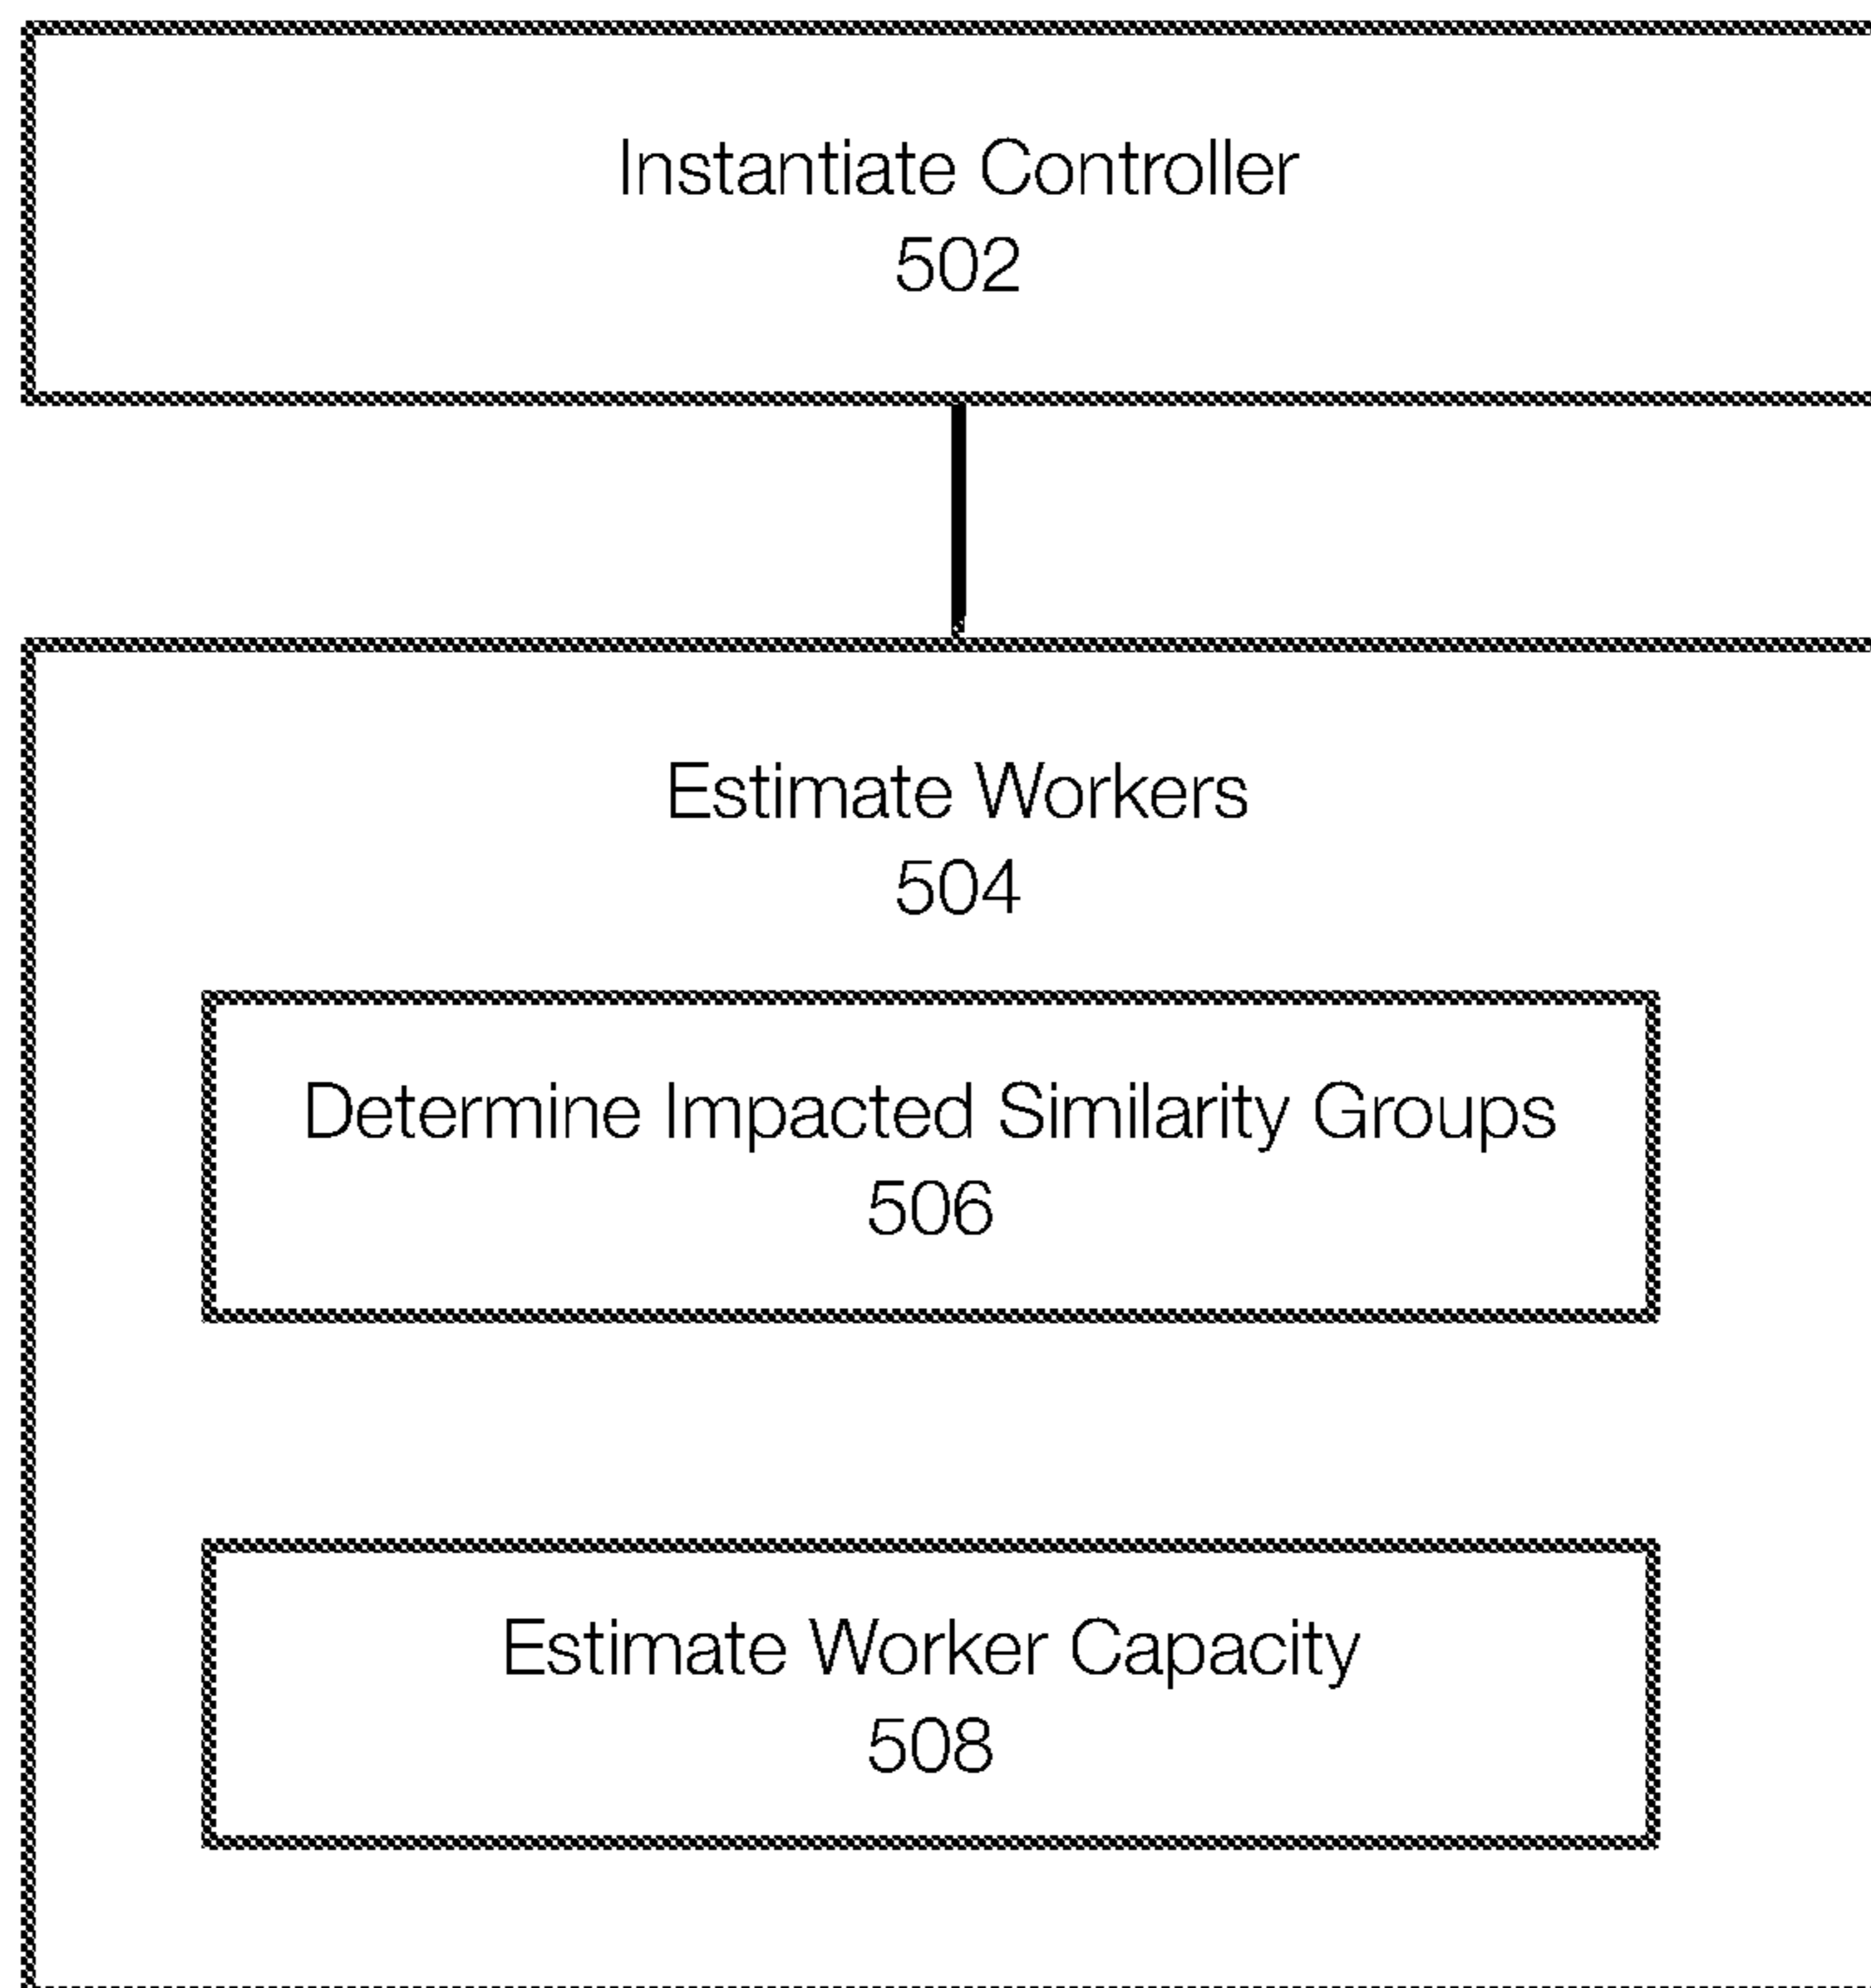 Instantiate Controller
502
Estimate Workers
504
Determine Impacted Similarity Groups
506
Estimate Worker Capacity
508